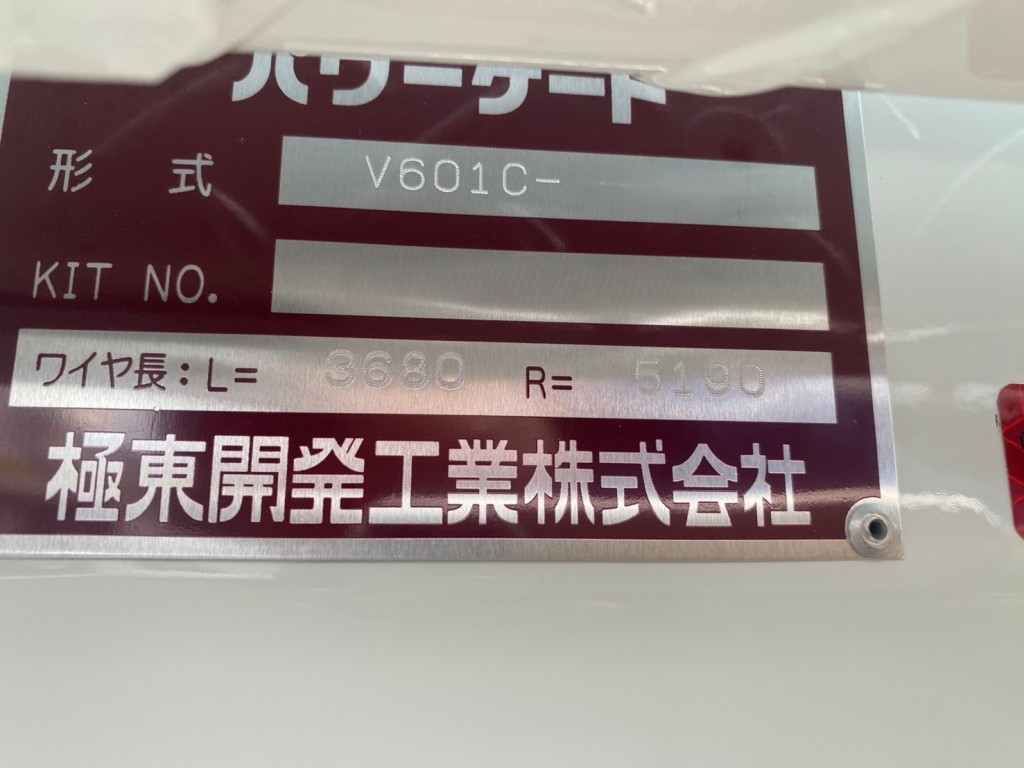 パワーゲート
形 式 V601C-
KIT NO.
ワイヤ長:L= 3680 R= 5190
極東開発工業株式会社